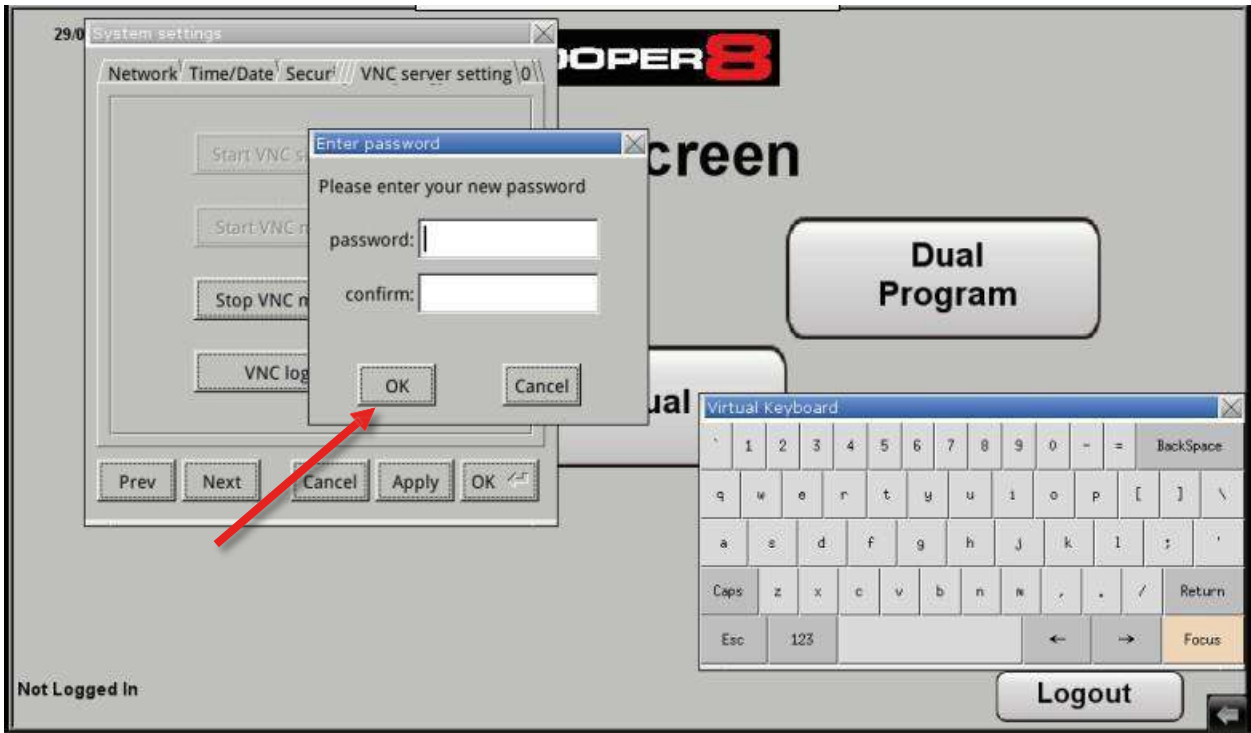 29/0
System settings
OOPER8
Network Time/Date Securi VNC server setting 0
creen
Start VNC s
Enter password
Please enter your new password
Start VNC
password:
Dual
Program
Stop VNC
confirm:
VNC log
OK Cancel
ual
Prev Next Cancel Apply OK
Virtual Keyboard
` 1 2 3 4 5 6 7 8 9 0 - = BackSpace
q w e r t y u i o p [ ] \
a s d f g h j k l ; '
Caps z x c v b n m , . / Return
Esc 123 ← → Focus
Not Logged In
Logout